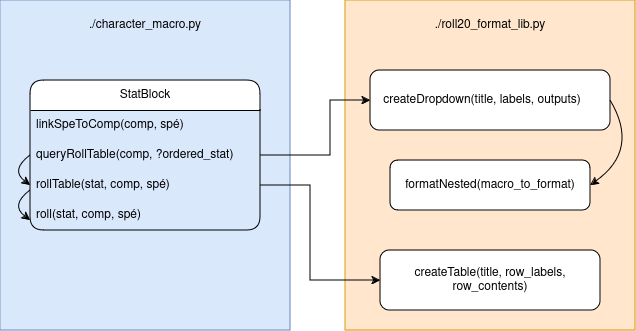 ./character_macro.py
StatBlock
linkSpeToComp(comp, spé)
queryRollTable(comp, ?ordered_stat)
rollTable(stat, comp, spé)
roll(stat, comp, spé)
./roll20_format_lib.py
createDropdown(title, labels, outputs)
formatNested(macro_to_format)
createTable(title, row_labels,
row_contents)